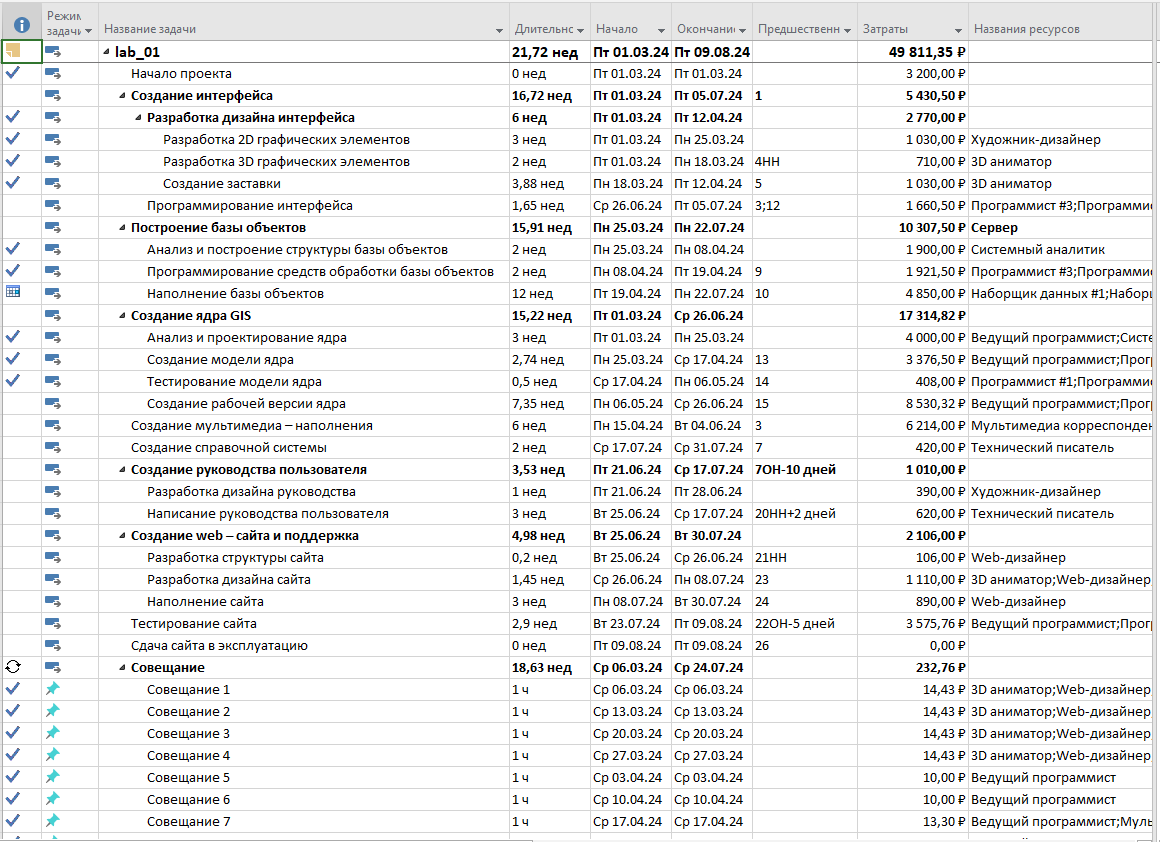 Режим задачи Название задачи Длительнс Начало Окончани Предшественн Затраты Названия ресурсов
lab_01 21,72 нед Пт 01.03.24 Пт 09.08.24 49 811,35 ₽
Начало проекта 0 нед Пт 01.03.24 Пт 01.03.24 3 200,00 ₽
Создание интерфейса 16,72 нед Пт 01.03.24 Пт 05.07.24 1 5 430,50 ₽
Разработка дизайна интерфейса 6 нед Пт 01.03.24 Пт 12.04.24 2 770,00 ₽
Разработка 2D графических элементов 3 нед Пт 01.03.24 Пн 25.03.24 1 030,00 ₽ Художник-дизайнер
Разработка 3D графических элементов 2 нед Пт 01.03.24 Пн 18.03.24 4НН 710,00 ₽ 3D аниматор
Создание заставки 3,88 нед Пн 18.03.24 Пт 12.04.24 5 1 030,00 ₽ 3D аниматор
Программирование интерфейса 1,65 нед Ср 26.06.24 Пт 05.07.24 3;12 1 660,50 ₽ Программист #3;Программис
Построение базы объектов 15,91 нед Пн 25.03.24 Пн 22.07.24 10 307,50 ₽ Сервер
Анализ и построение структуры базы объектов 2 нед Пн 25.03.24 Пн 08.04.24 1 900,00 ₽ Системный аналитик
Программирование средств обработки базы объектов 2 нед Пн 08.04.24 Пт 19.04.24 9 1 921,50 ₽ Программист #3;Программис
Наполнение базы объектов 12 нед Пт 19.04.24 Пн 22.07.24 10 4 850,00 ₽ Наборщик данных #1;Наборщ
Создание ядра GIS 15,22 нед Пт 01.03.24 Ср 26.06.24 17 314,82 ₽
Анализ и проектирование ядра 3 нед Пт 01.03.24 Пн 25.03.24 4 000,00 ₽ Ведущий программист;Систе
Создание модели ядра 2,74 нед Пн 25.03.24 Ср 17.04.24 13 3 376,50 ₽ Ведущий программист;Прог
Тестирование модели ядра 0,5 нед Ср 17.04.24 Пн 06.05.24 14 408,00 ₽ Программист #1;Программис
Создание рабочей версии ядра 7,35 нед Пн 06.05.24 Ср 26.06.24 15 8 530,32 ₽ Ведущий программист;Прог
Создание мультимедиа – наполнения 6 нед Пн 15.04.24 Вт 04.06.24 3 6 214,00 ₽ Мультимедиа корреспонден
Создание справочной системы 2 нед Ср 17.07.24 Ср 31.07.24 7 420,00 ₽ Технический писатель
Создание руководства пользователя 3,53 нед Пт 21.06.24 Ср 17.07.24 7ОН-10 дней 1 010,00 ₽
Разработка дизайна руководства 1 нед Пт 21.06.24 Пт 28.06.24 390,00 ₽ Художник-дизайнер
Написание руководства пользователя 3 нед Вт 25.06.24 Ср 17.07.24 20НН+2 дней 620,00 ₽ Технический писатель
Создание web – сайта и поддержка 4,98 нед Вт 25.06.24 Вт 30.07.24 2 106,00 ₽
Разработка структуры сайта 0,2 нед Вт 25.06.24 Ср 26.06.24 21НН 106,00 ₽ Web-дизайнер
Разработка дизайна сайта 1,45 нед Ср 26.06.24 Пн 08.07.24 23 1 110,00 ₽ 3D аниматор;Web-дизайнер
Наполнение сайта 3 нед Пн 08.07.24 Вт 30.07.24 24 890,00 ₽ Web-дизайнер
Тестирование сайта 2,9 нед Вт 23.07.24 Пт 09.08.24 22ОН-5 дней 3 575,76 ₽ Ведущий программист;Прог
Сдача сайта в эксплуатацию 0 нед Пт 09.08.24 Пт 09.08.24 26 0,00 ₽
Совещание 18,63 нед Ср 06.03.24 Ср 24.07.24 232,76 ₽
Совещание 1 1 ч Ср 06.03.24 Ср 06.03.24 14,43 ₽ 3D аниматор;Web-дизайнер
Совещание 2 1 ч Ср 13.03.24 Ср 13.03.24 14,43 ₽ 3D аниматор;Web-дизайнер
Совещание 3 1 ч Ср 20.03.24 Ср 20.03.24 14,43 ₽ 3D аниматор;Web-дизайнер
Совещание 4 1 ч Ср 27.03.24 Ср 27.03.24 14,43 ₽ 3D аниматор;Web-дизайнер
Совещание 5 1 ч Ср 03.04.24 Ср 03.04.24 10,00 ₽ Ведущий программист
Совещание 6 1 ч Ср 10.04.24 Ср 10.04.24 10,00 ₽ Ведущий программист
Совещание 7 1 ч Ср 17.04.24 Ср 17.04.24 13,30 ₽ Ведущий программист;Муль